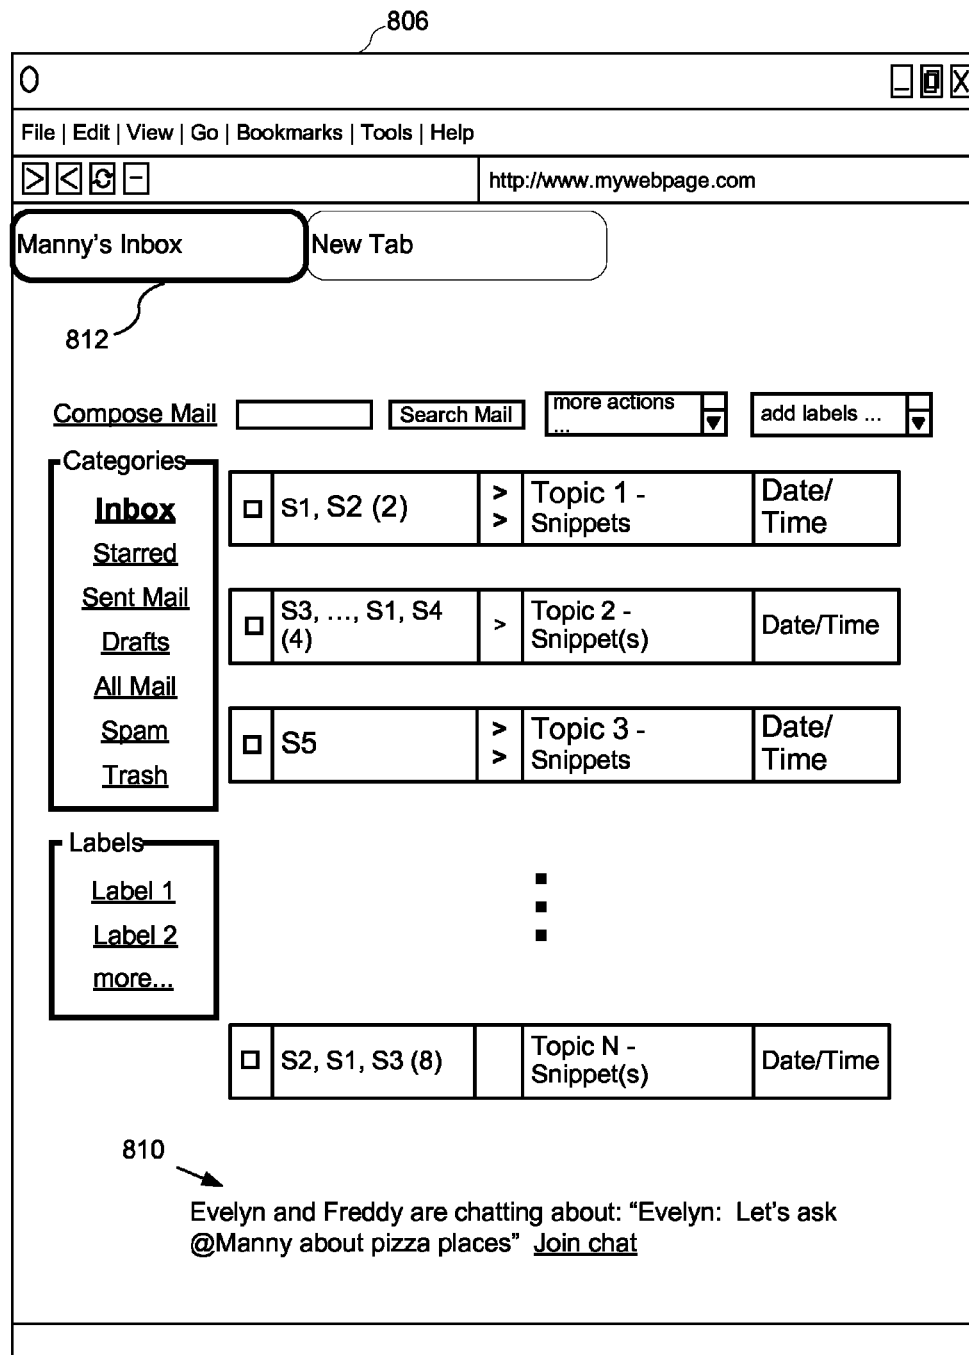 806
File | Edit | View | Go | Bookmarks | Tools | Help
http://www.mywebpage.com
Manny's Inbox
New Tab
812
Compose Mail
Search Mail
more actions
...
add labels ...
Categories
Inbox
Starred
Sent Mail
Drafts
All Mail
Spam
Trash
S1, S2 (2)
>
>
Topic 1 -
Snippets
Date/
Time
S3, ..., S1, S4
(4)
>
Topic 2 -
Snippet(s)
Date/Time
S5
>
>
Topic 3 -
Snippets
Date/
Time
Labels
Label 1
Label 2
more...
S2, S1, S3 (8)
Topic N -
Snippet(s)
Date/Time
810
Evelyn and Freddy are chatting about: “Evelyn:  Let's ask
@Manny about pizza places”  Join chat